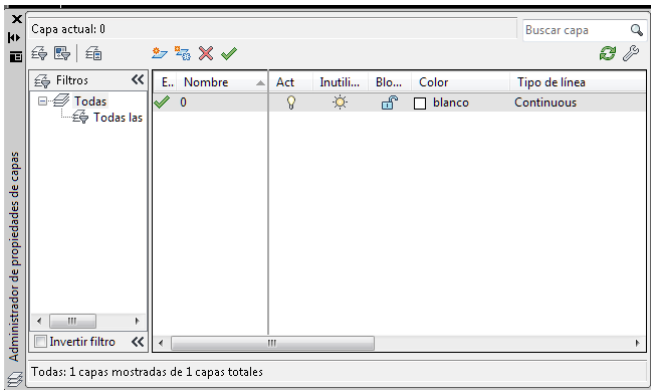 Capa actual: 0
Buscar capa
Filtros
E.. Nombre Act Inutili... Blo... Color Tipo de línea
Todas
0 blanco Continuous
Todas las
Invertir filtro
Todas: 1 capas mostradas de 1 capas totales
Administrador de propiedades de capas